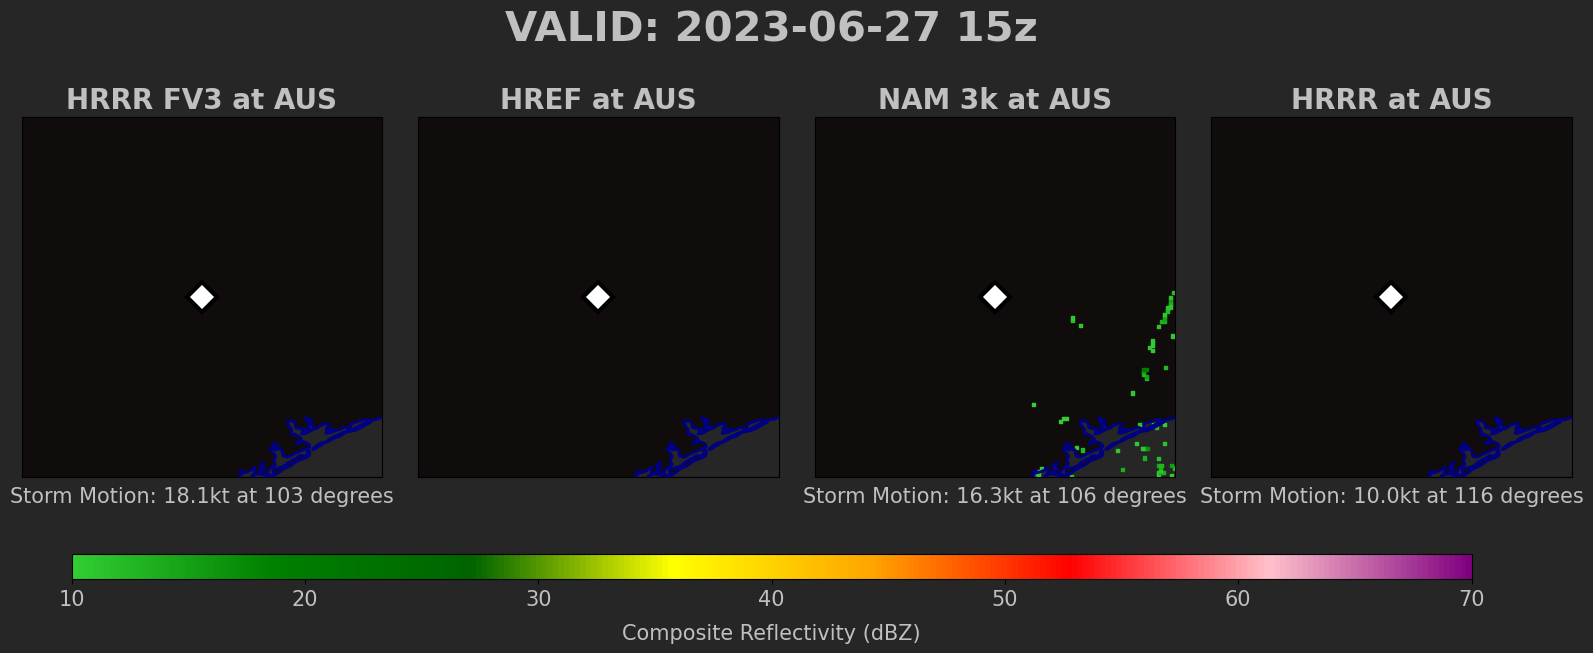 VALID: 2023-06-27 15z
HRRR FV3 at AUS
HREF at AUS
NAM 3k at AUS
HRRR at AUS
Storm Motion: 18.1kt at 103 degrees
Storm Motion: 16.3kt at 106 degrees
Storm Motion: 10.0kt at 116 degrees
10 20 30 40 50 60 70
Composite Reflectivity (dBZ)